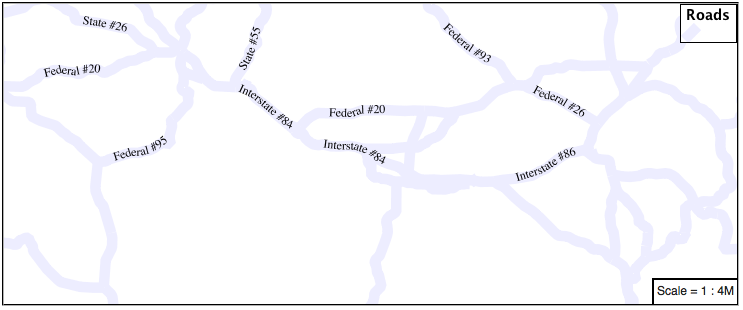 Roads
State #26
State #55
Federal #93
Federal #20
Interstate #84
Federal #20
Federal #26
Federal #95
Interstate #84
Interstate #86
Scale = 1 : 4M